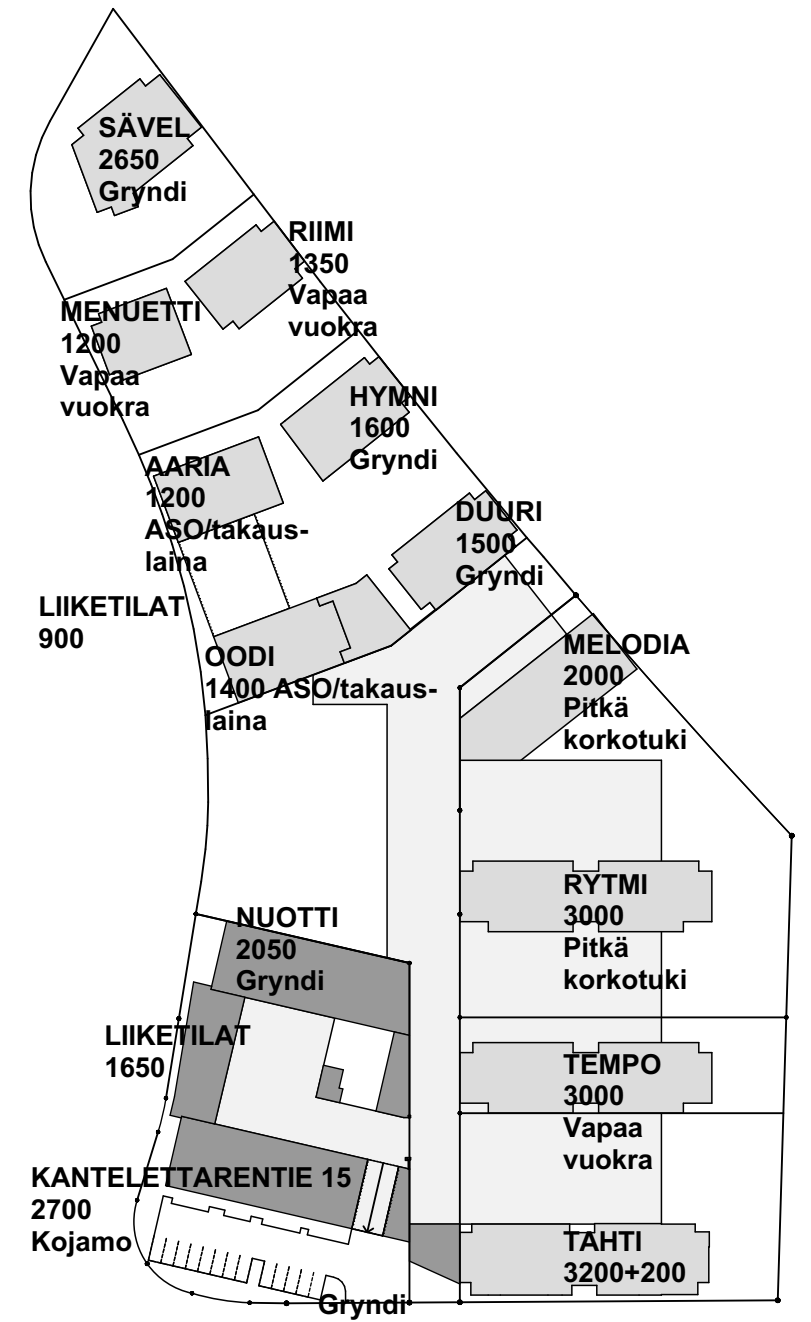 SÄVEL
2650
Gryndi
RIIMI
1350
Vapaa
vuokra
MENUETTI
1200
Vapaa
vuokra
HYMNI
1600
Gryndi
AARIA
1200
ASO/takaus-
laina
DUURI
1500
Gryndi
LIIKETILAT
900
OODI
1400 ASO/takaus-
laina
MELODIA
2000
Pitkä
korkotuki
RYTMI
3000
Pitkä
korkotuki
NUOTTI
2050
Gryndi
LIIKETILAT
1650
TEMPO
3000
Vapaa
vuokra
KANTELETTARENTIE 15
2700
Kojamo
TAHTI
3200+200
Gryndi